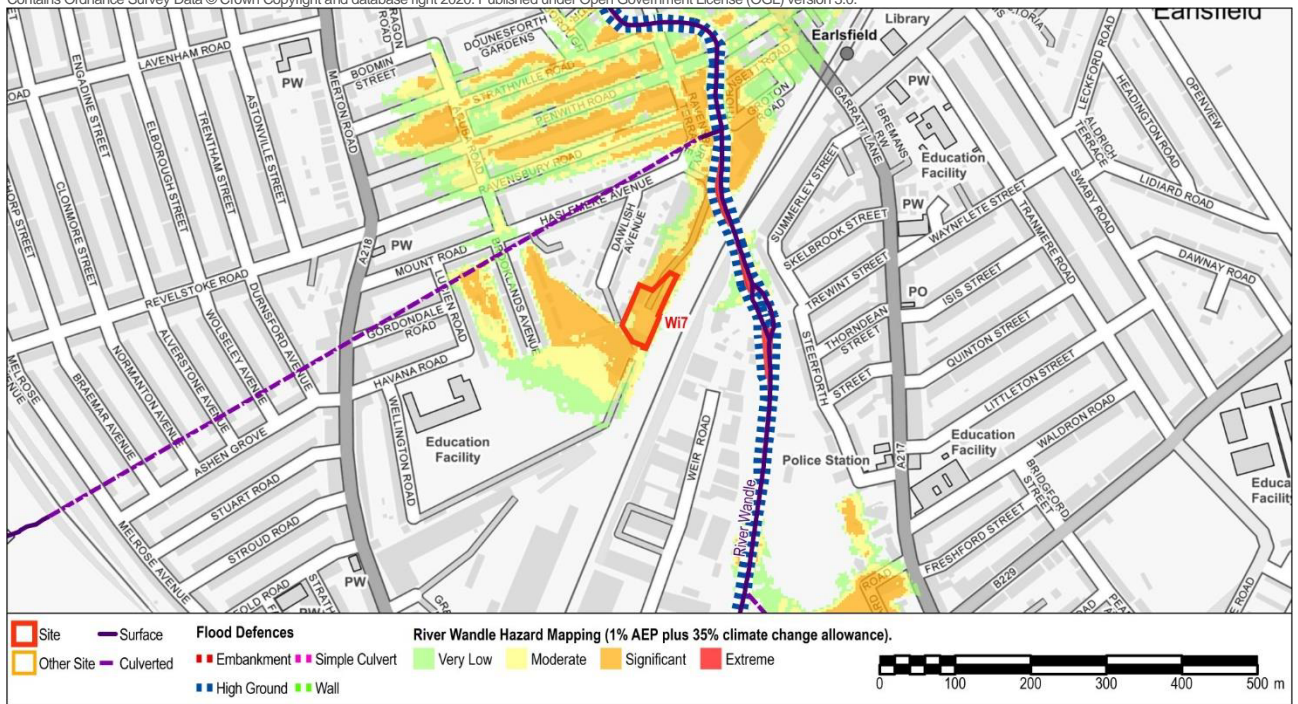 Contains Ordnance Survey Data © Crown Copyright and database right 2020. Published under Open Government License (OGL) version 3.0.
Earlsfield
Library
Earlsfield
LAVENHAM ROAD
BODMIN STREET
DOUNESFORTH GARDENS
ENGADINE STREET
ELBOROUGH STREET
TRENTHAM STREET
ASTONVILLE STREET
MERTON ROAD
PW
STRATHVILLE ROAD
PENWITH ROAD
RAVENSBURY ROAD
HASLEMERE AVENUE
DAWLISH AVENUE
GROTON ROAD
GARRATT LANE
PW
Education Facility
LECKFORD ROAD
HEADINGTON ROAD
OPENVIEW
ALDRICH TERRACE
LIDIARD ROAD
SWABY ROAD
DAWNAY ROAD
TRANMERE ROAD
WAYNFLETE STREET
SUMMERLEY STREET
SKELBROOK STREET
TREWINT STREET
PW
PO
ISIS STREET
THORNDEAN STREET
QUINTON STREET
STEERFORTH STREET
LITTLETON STREET
WALDRON ROAD
CLONMORE STREET
A218
PW
MOUNT ROAD
REVELSTOKE ROAD
BROOKLANDS AVENUE
GORDONDALE ROAD
HAVANA ROAD
WELLINGTON ROAD
DURNSFORD AVENUE
WOLSELEY AVENUE
ALVERSTONE AVENUE
NORMANTON AVENUE
BRAEMAR AVENUE
ASHEN GROVE
Wi7
Education Facility
WEIR ROAD
Police Station
A217
Education Facility
BRIDGFORD STREET
FRESHFORD STREET
B229
River Wandle
STUART ROAD
STROUD ROAD
MELROSE AVENUE
PW
Site
Surface
Other Site
Culverted
Flood Defences
Embankment
Simple Culvert
High Ground
Wall
River Wandle Hazard Mapping (1% AEP plus 35% climate change allowance).
Very Low
Moderate
Significant
Extreme
0 100 200 300 400 500 m